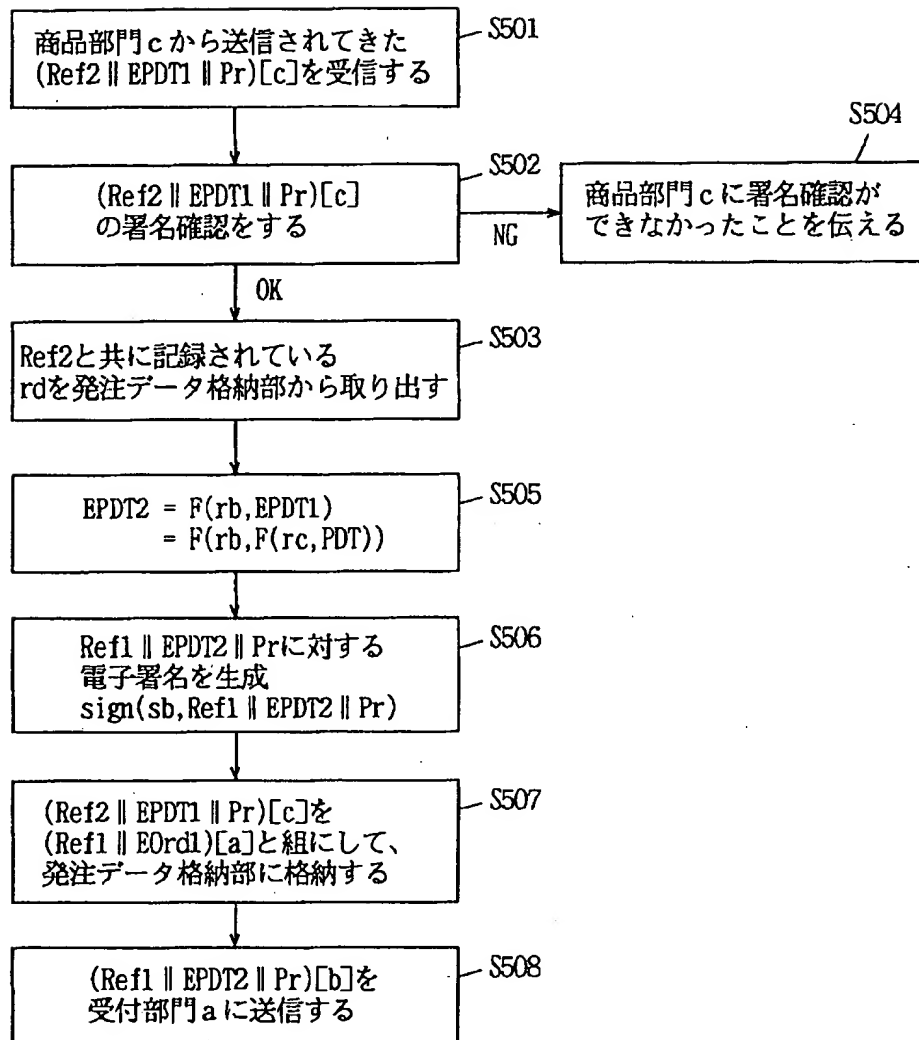 商品部門cから送信されてきた
(Ref2∥EPDT1∥Pr)[c]を受信する
S501
(Ref2∥EPDT1∥Pr)[c]
の署名確認をする
S502
NG
商品部門cに署名確認が
できなかったことを伝える
S504
OK
Ref2と共に記録されている
rdを発注データ格納部から取り出す
S503
EPDT2 = F(rb,EPDT1)
= F(rb,F(rc,PDT))
S505
Ref1∥EPDT2∥Prに対する
電子署名を生成
sign(sb,Ref1∥EPDT2∥Pr)
S506
(Ref2∥EPDT1∥Pr)[c]を
(Ref1∥EOrd1)[a]と組にして、
発注データ格納部に格納する
S507
(Ref1∥EPDT2∥Pr)[b]を
受付部門aに送信する
S508